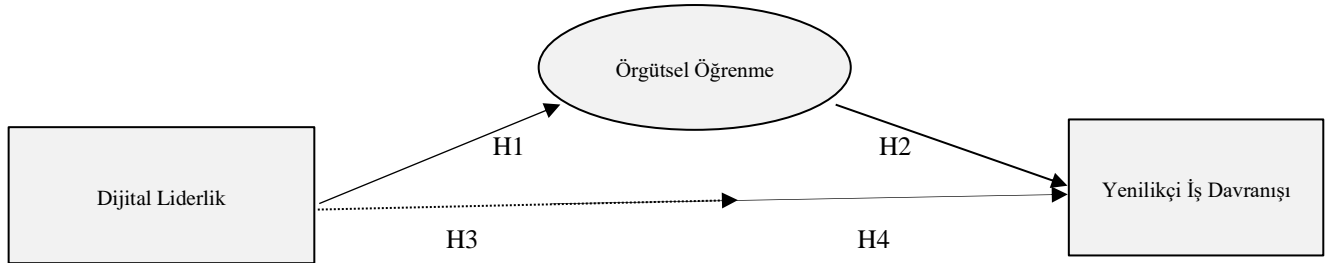 Örgütsel Öğrenme
H1
H2
Dijital Liderlik
Yenilikçi İş Davranışı
H3
H4